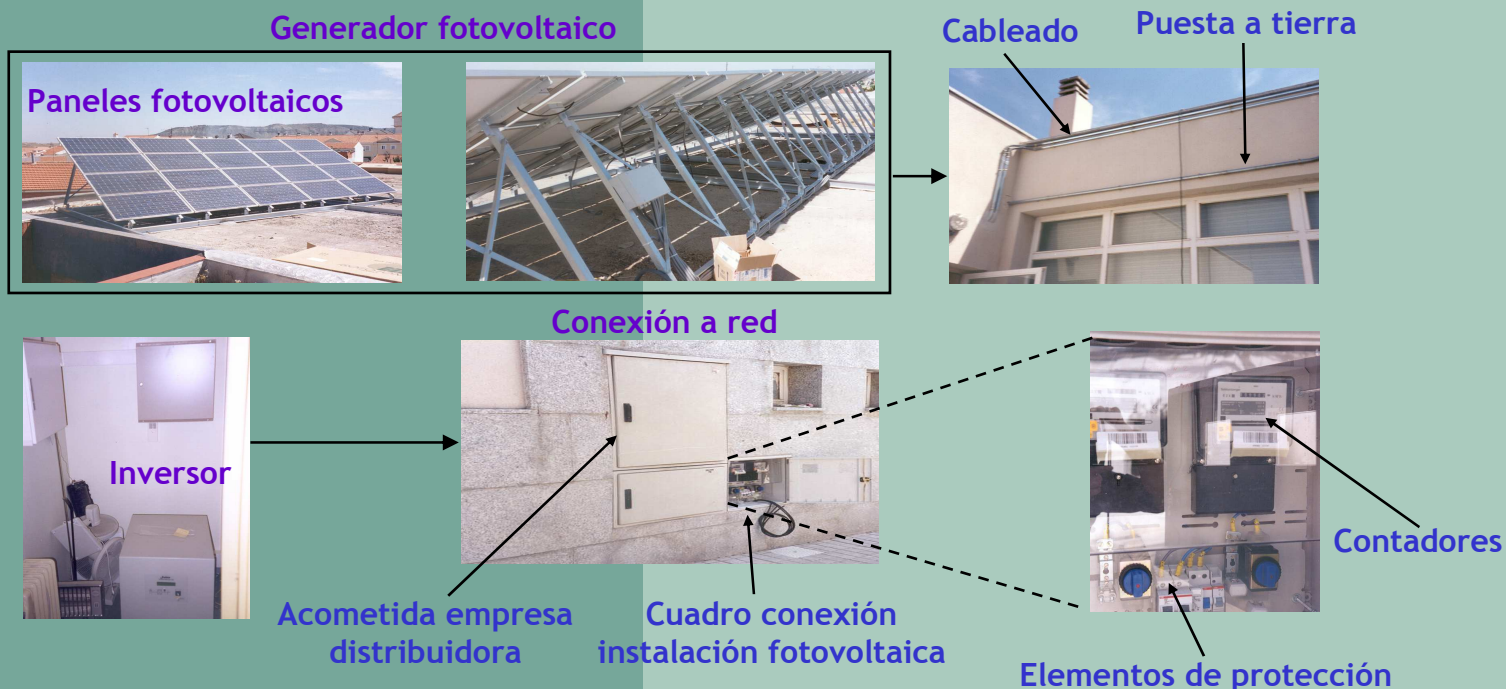 Generador fotovoltaico
Cableado
Puesta a tierra
Paneles fotovoltaicos
Conexión a red
Inversor
Contadores
Acometida empresa
distribuidora
Cuadro conexión
instalación fotovoltaica
Elementos de protección